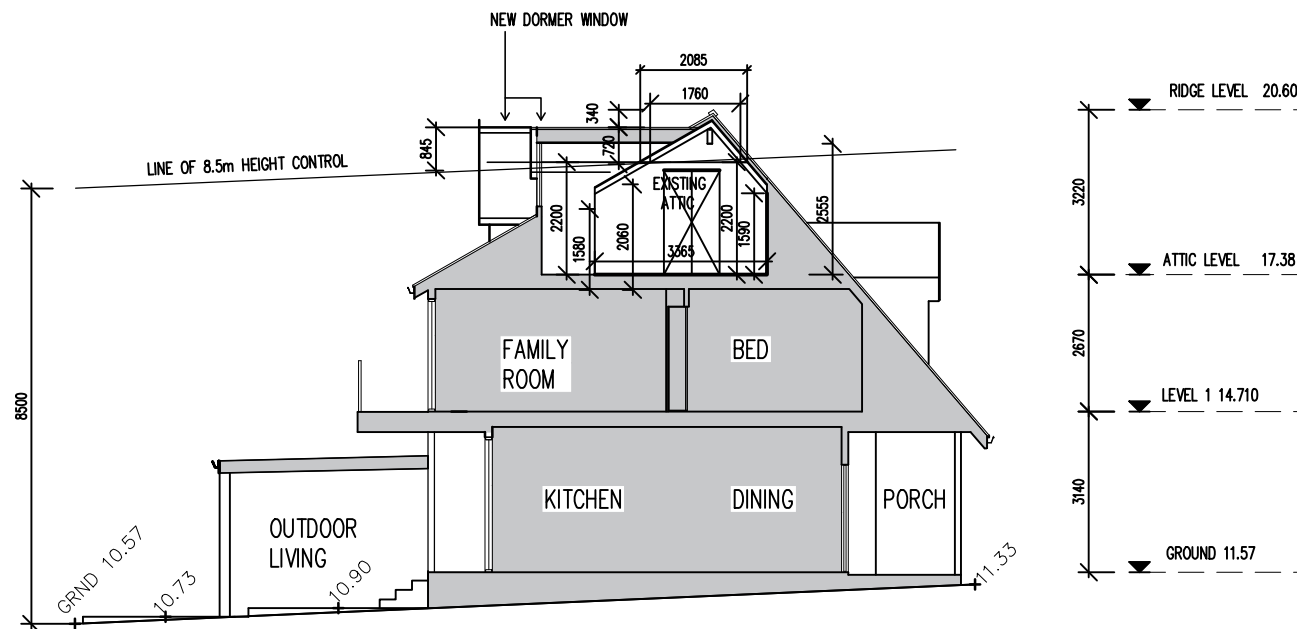 NEW DORMER WINDOW
2085
1760
340
RIDGE LEVEL 20.60
845
720
LINE OF 8.5m HEIGHT CONTROL
EXISTING
ATTIC
2200
1580
2060
3365
2200
1590
2555
3220
ATTIC LEVEL 17.38
FAMILY
ROOM
BED
2670
8500
LEVEL 1 14.710
KITCHEN
DINING
PORCH
3140
OUTDOOR
LIVING
GROUND 11.57
GRND 10.57
10.73
10.90
11.33